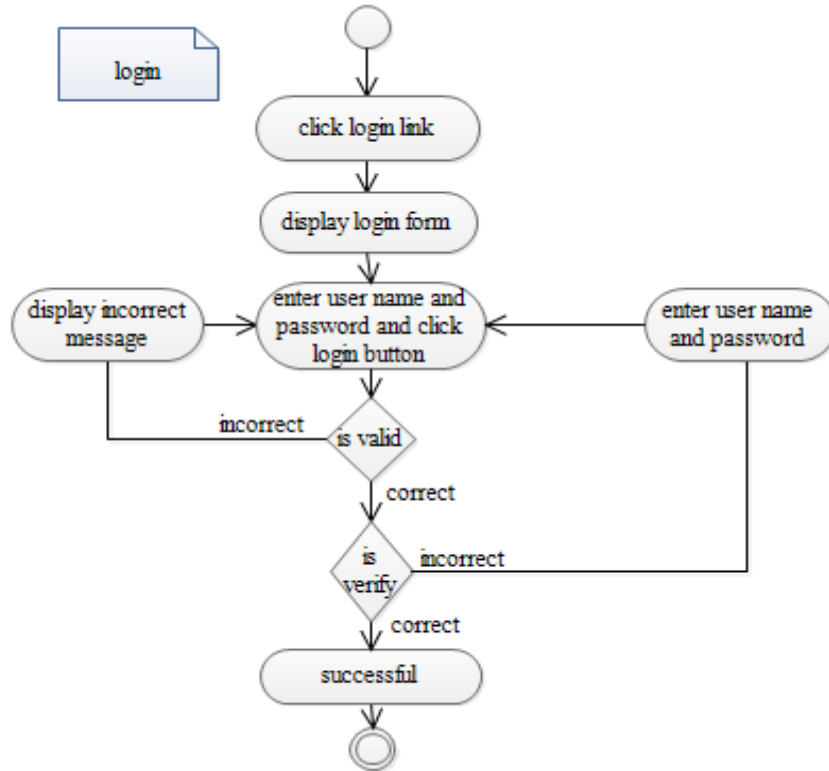 login
click login link
display login form
display incorrect
message
enter user name and
password and click
login button
enter user name
and password
incorrect
is valid
correct
is
verify
incorrect
correct
successful